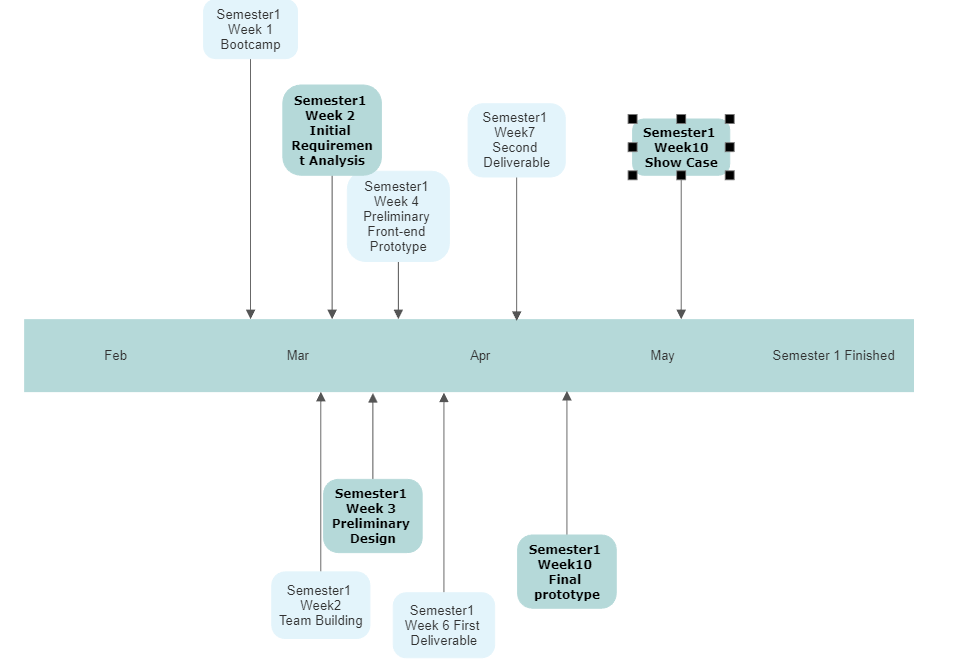 Semester1
Week 1
Bootcamp
Semester1
Week 2
Initial
Requiremen
t Analysis
Semester1
Week 4
Preliminary
Front-end
Prototype
Semester1
Week7
Second
Deliverable
Semester1
Week10
Show Case
Feb
Mar
Apr
May
Semester 1 Finished
Semester1
Week 3
Preliminary
Design
Semester1
Week2
Team Building
Semester1
Week 6 First
Deliverable
Semester1
Week10
Final
prototype